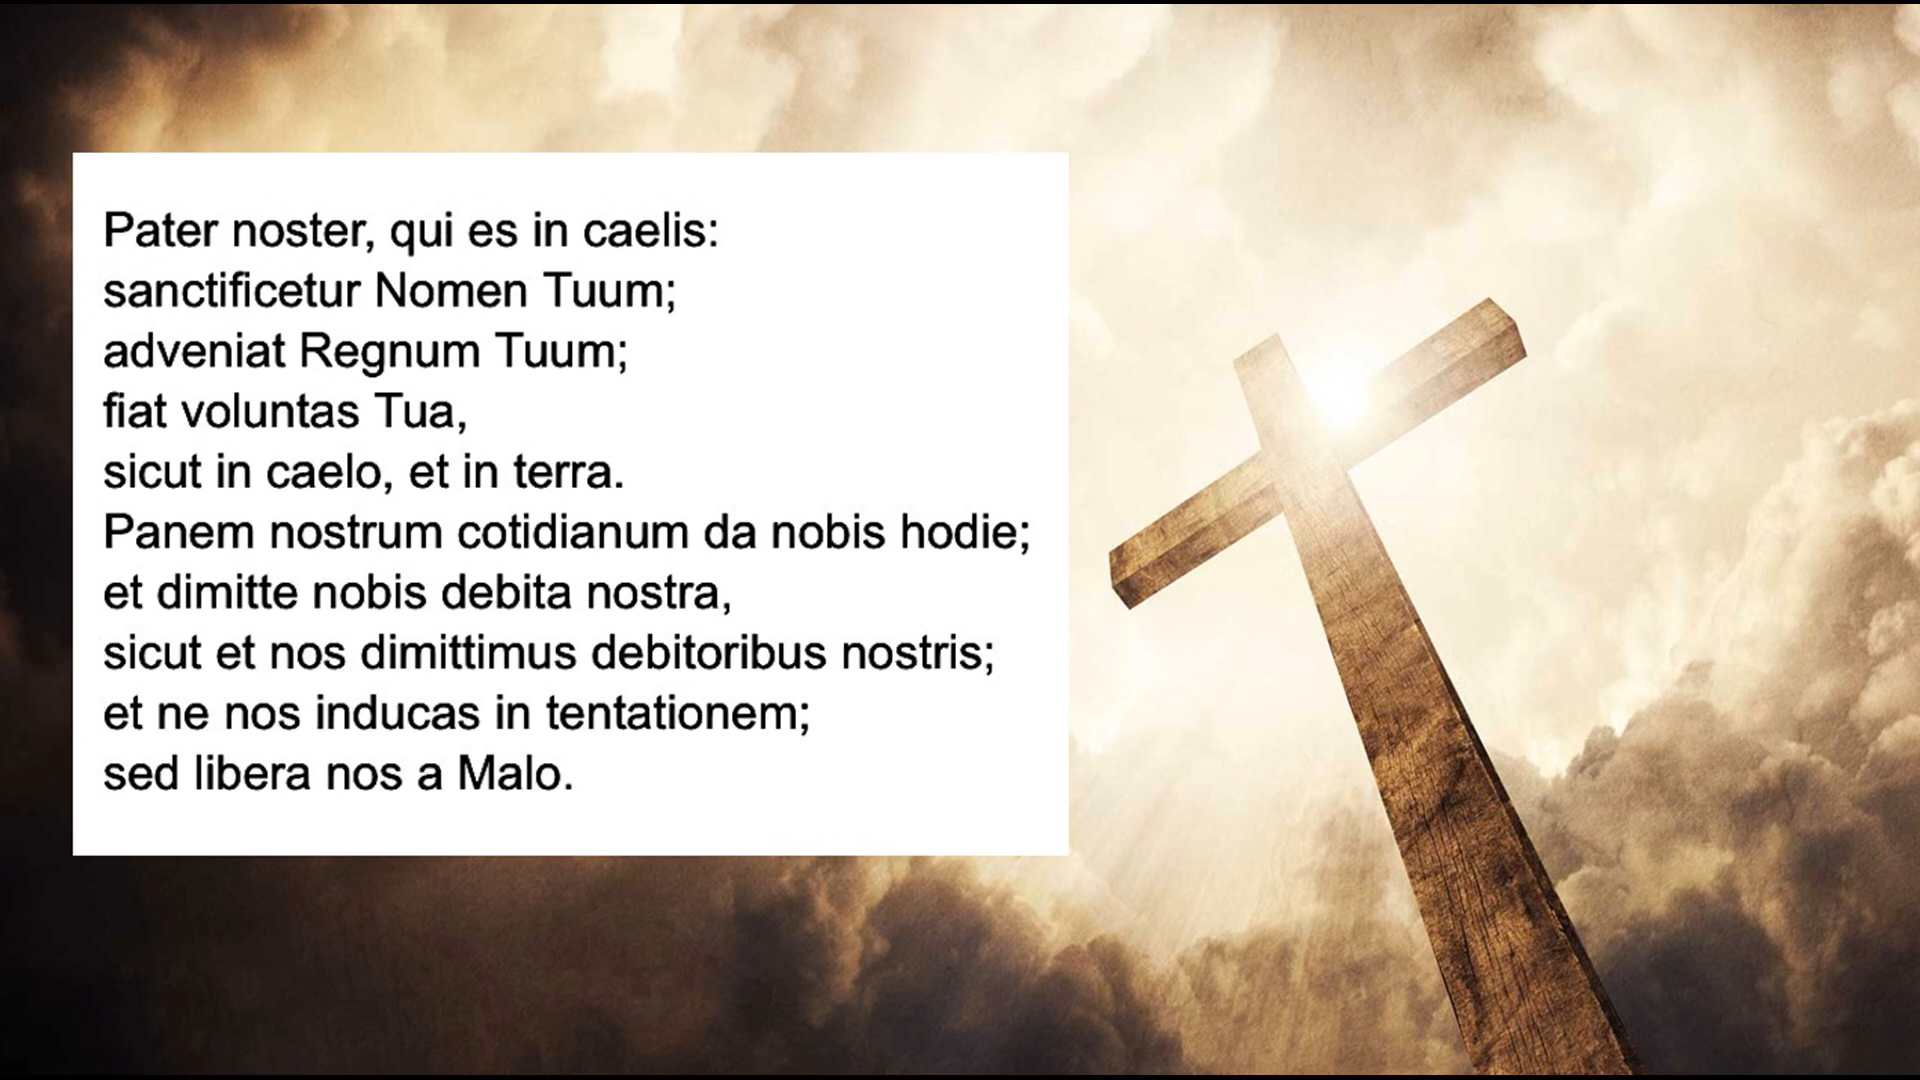 Pater noster, qui es in caelis:
sanctificetur Nomen Tuum;
adveniat Regnum Tuum;
fiat voluntas Tua,
sicut in caelo, et in terra.
Panem nostrum cotidianum da nobis hodie;
et dimitte nobis debita nostra,
sicut et nos dimittimus debitoribus nostris;
et ne nos inducas in tentationem;
sed libera nos a Malo.